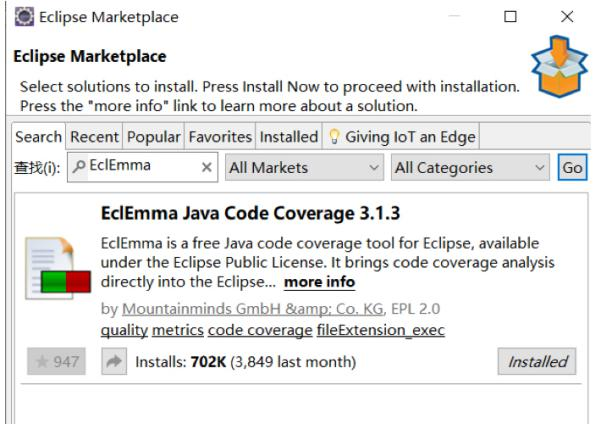 Eclipse Marketplace
Eclipse Marketplace
Select solutions to install. Press Install Now to proceed with installation.
Press the "more info" link to learn more about a solution.
Search Recent Popular Favorites Installed Giving IoT an Edge
查找(i): EclEmma × All Markets All Categories Go
EclEmma Java Code Coverage 3.1.3
EclEmma is a free Java code coverage tool for Eclipse, available
under the Eclipse Public License. It brings code coverage analysis
directly into the Eclipse... more info
by Mountainminds GmbH &amp; Co. KG, EPL 2.0
quality metrics code coverage fileExtension_exec
947 Installs: 702K (3,849 last month) Installed